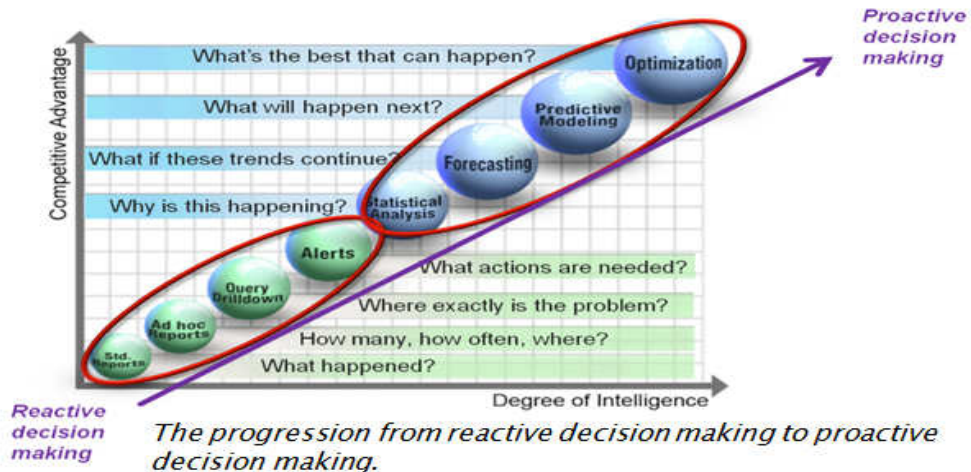 Proactive
decision
making
Competitive Advantage
What's the best that can happen?
Optimization
What will happen next?
Predictive
Modeling
What if these trends continue?
Forecasting
Why is this happening?
Statistical
Analysis
Alerts
What actions are needed?
Query
Drilldown
Where exactly is the problem?
Ad hoc
Reports
How many, how often, where?
Std.
Reports
What happened?
Degree of Intelligence
Reactive
decision
making
The progression from reactive decision making to proactive
decision making.